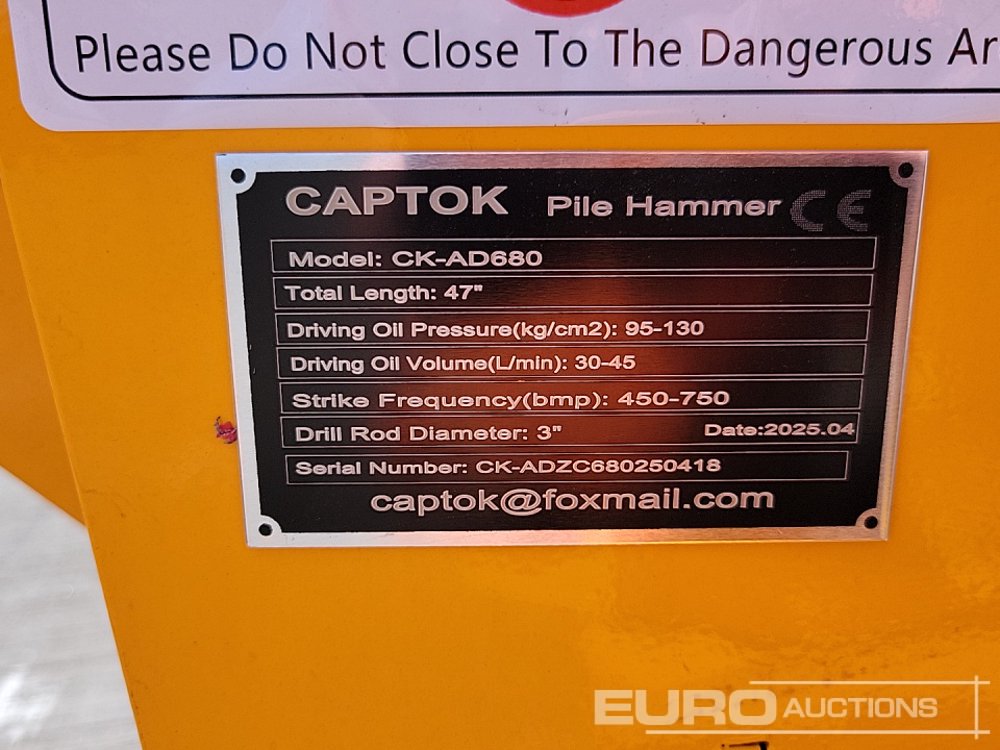 Please Do Not Close To The Dangerous
CAPTOK Pile Hammer CE
Model: CK-AD680
Total Length: 47"
Driving Oil Pressure(kg/cm2): 95-130
Driving Oil Volume(L/min): 30-45
Strike Frequency(bmp): 450-750
Drill Rod Diameter: 3" Date:2025.04
Serial Number: CK-ADZC680250418
captok@foxmail.com
EURO AUCTIONS